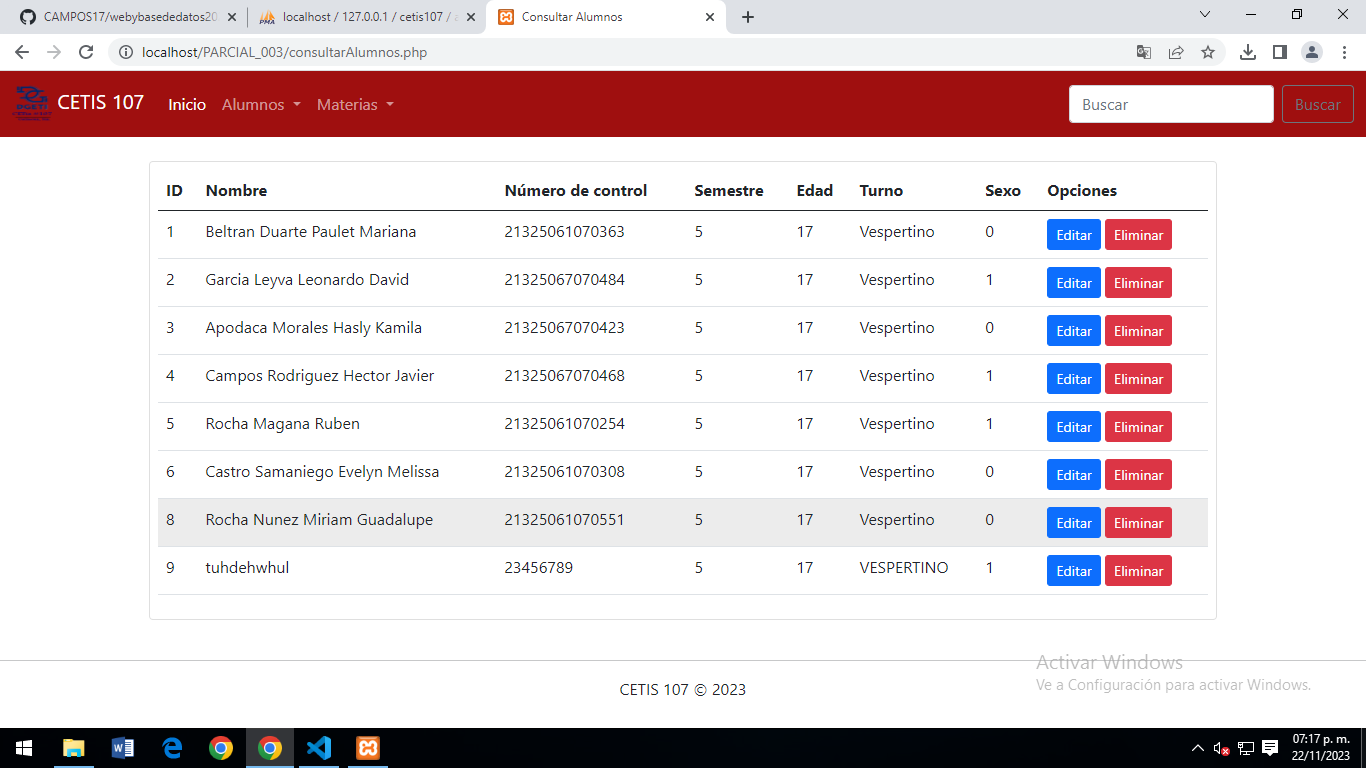 CAMPOS17/webybasededatos20
localhost / 127.0.0.1 / cetis107 / a
Consultar Alumnos
localhost/PARCIAL_003/consultarAlumnos.php
CETIS 107 Inicio Alumnos Materias Buscar Buscar
ID Nombre Número de control Semestre Edad Turno Sexo Opciones
1 Beltran Duarte Paulet Mariana 21325061070363 5 17 Vespertino 0 Editar Eliminar
2 Garcia Leyva Leonardo David 21325067070484 5 17 Vespertino 1 Editar Eliminar
3 Apodaca Morales Hasly Kamila 21325067070423 5 17 Vespertino 0 Editar Eliminar
4 Campos Rodriguez Hector Javier 21325067070468 5 17 Vespertino 1 Editar Eliminar
5 Rocha Magana Ruben 21325061070254 5 17 Vespertino 1 Editar Eliminar
6 Castro Samaniego Evelyn Melissa 21325061070308 5 17 Vespertino 0 Editar Eliminar
8 Rocha Nunez Miriam Guadalupe 21325061070551 5 17 Vespertino 0 Editar Eliminar
9 tuhdehwhul 23456789 5 17 VESPERTINO 1 Editar Eliminar
Activar Windows
Ve a Configuración para activar Windows.
CETIS 107 © 2023
07:17 p. m.
22/11/2023